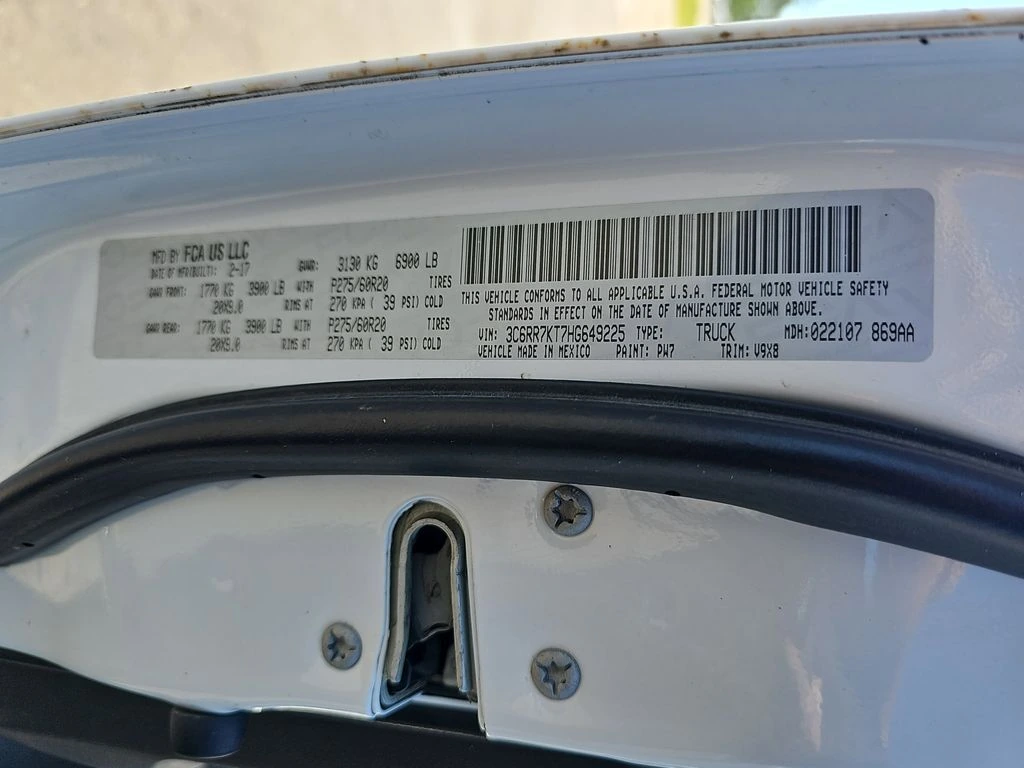 MFD BY FCA US LLC
DATE OF MFR(BUILT): 2-17 GVWR: 3130 KG 6900 LB
GAWR FRONT: 1770 KG 3900 LB WITH P275/60R20 TIRES
20X9.0 RIMS AT 270 KPA ( 39 PSI) COLD
GAWR REAR: 1770 KG 3900 LB WITH P275/60R20 TIRES
20X9.0 RIMS AT 270 KPA ( 39 PSI) COLD
THIS VEHICLE CONFORMS TO ALL APPLICABLE U.S.A. FEDERAL MOTOR VEHICLE SAFETY
STANDARDS IN EFFECT ON THE DATE OF MANUFACTURE SHOWN ABOVE.
VIN: 3C6RR7KT7HG649225 TYPE: TRUCK MDH: 022107 869AA
VEHICLE MADE IN MEXICO PAINT: PW7 TRIM: V9X8